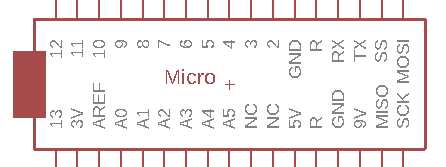 12 11 10 9 8 7 6 5 4 3 2 GND R RX TX SS MOSI
Micro
13 3V AREF A0 A1 A2 A3 A4 A5 NC NC 5V R GND 9V MISO SCK